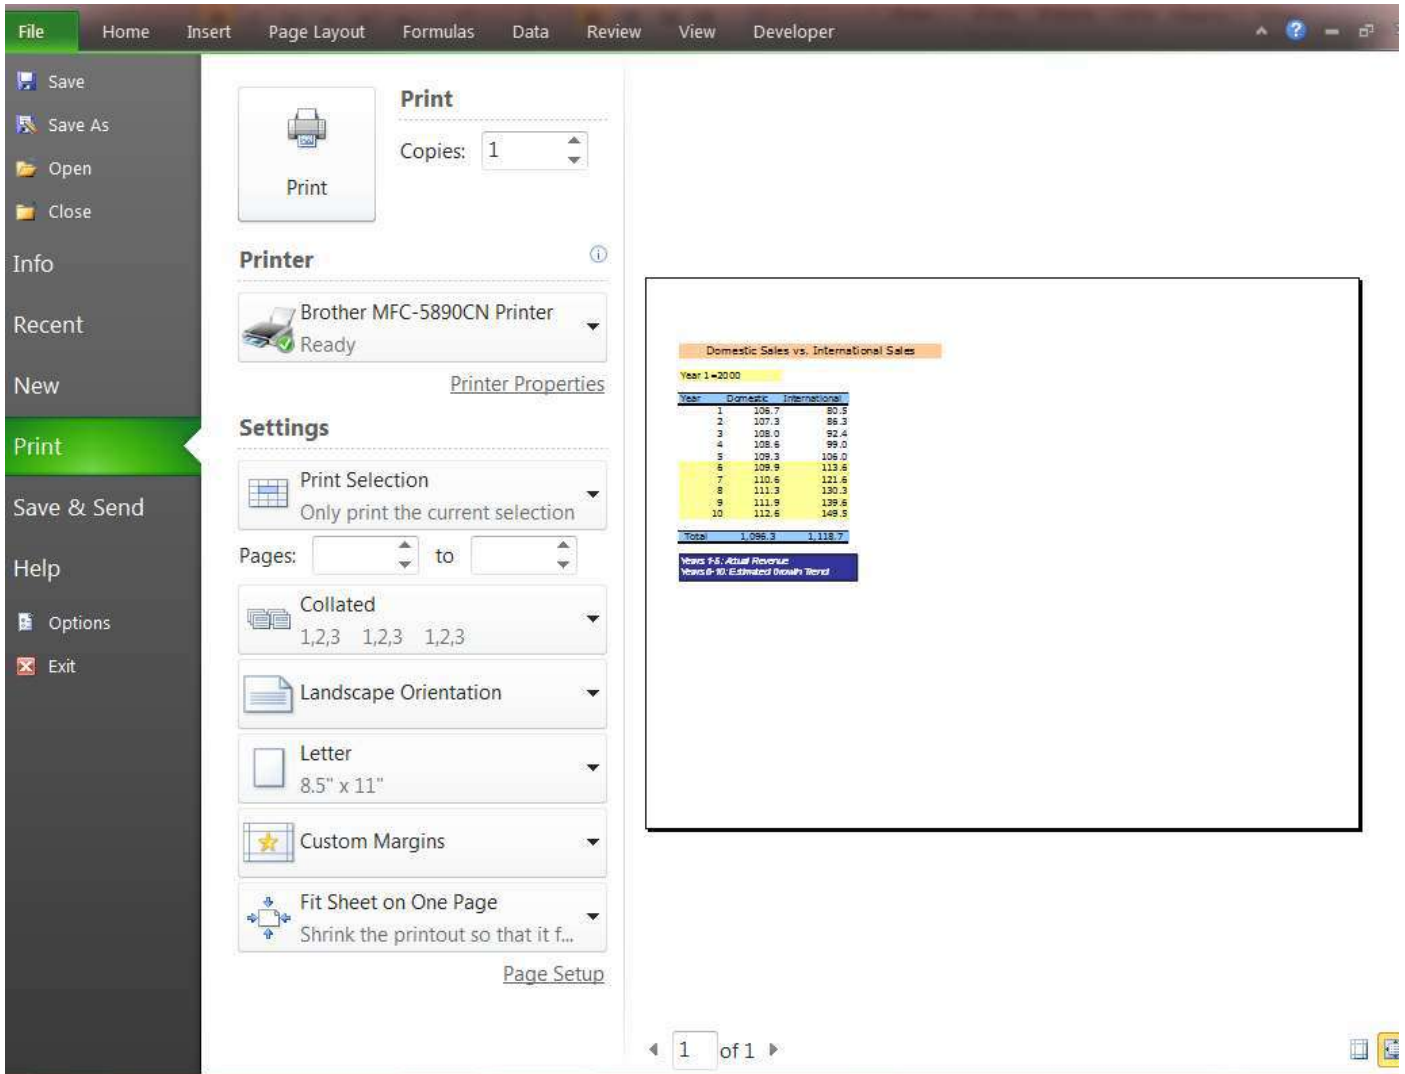 File Home Insert Page Layout Formulas Data Review View Developer
Save
Save As
Open
Close
Info
Recent
New
Print
Save & Send
Help
Options
Exit
Print
Print
Copies: 1
Printer
Brother MFC-5890CN Printer
Ready
Printer Properties
Settings
Print Selection
Only print the current selection
Pages: to
Collated
1,2,3 1,2,3 1,2,3
Landscape Orientation
Letter
8.5" x 11"
Custom Margins
Fit Sheet on One Page
Shrink the printout so that it f...
Page Setup
Domestic Sales vs. International Sales
Year 1=2000
Year Domestic International
1 106.7 80.5
2 107.3 86.3
3 108.0 92.4
4 108.6 99.0
5 109.3 106.0
6 109.9 113.6
7 110.6 121.6
8 111.3 130.3
9 111.9 139.6
10 112.6 149.5
Total 1,096.3 1,118.7
Years 1-5: Actual Revenue
Years 6-10: Estimated Growth Trend
1 of 1